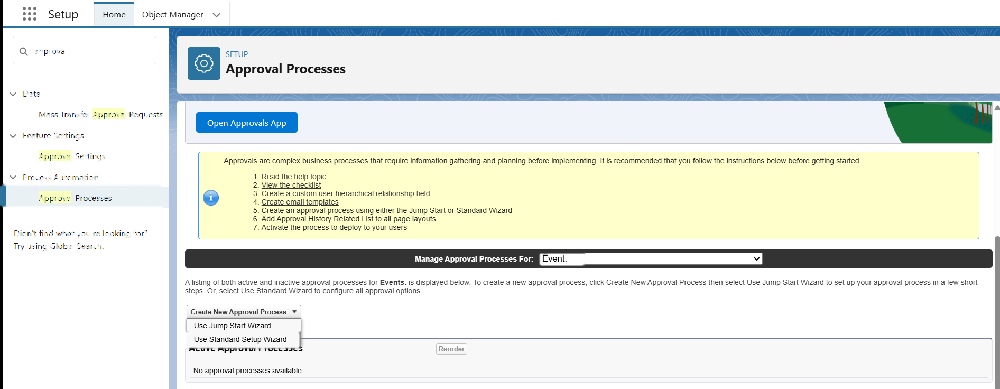 Setup
Home
Object Manager
Data
Mass Transfer Requests
Feature Settings
Settings
Process Automation
Processes
Didn't find what you're looking for?
Try using Global Search.
SETUP
Approval Processes
Open Approvals App
Approvals are complex business processes that require information gathering and planning before implementing. It is recommended that you follow the instructions below before getting started.
1. Read the help topic
2. View the checklist
3. Create a custom user hierarchical relationship field
4. Create email templates
5. Create an approval process using either the Jump Start or Standard Wizard
6. Add Approval History Related List to all page layouts
7. Activate the process to deploy to your users
Manage Approval Processes For: Event.
A listing of both active and inactive approval processes for Events. is displayed below. To create a new approval process, click Create New Approval Process then select Use Jump Start Wizard to set up your approval process in a few short
steps. Or, select Use Standard Wizard to configure all approval options.
Create New Approval Process
Use Jump Start Wizard
Use Standard Setup Wizard
Active Approval Processes
Reorder
No approval processes available